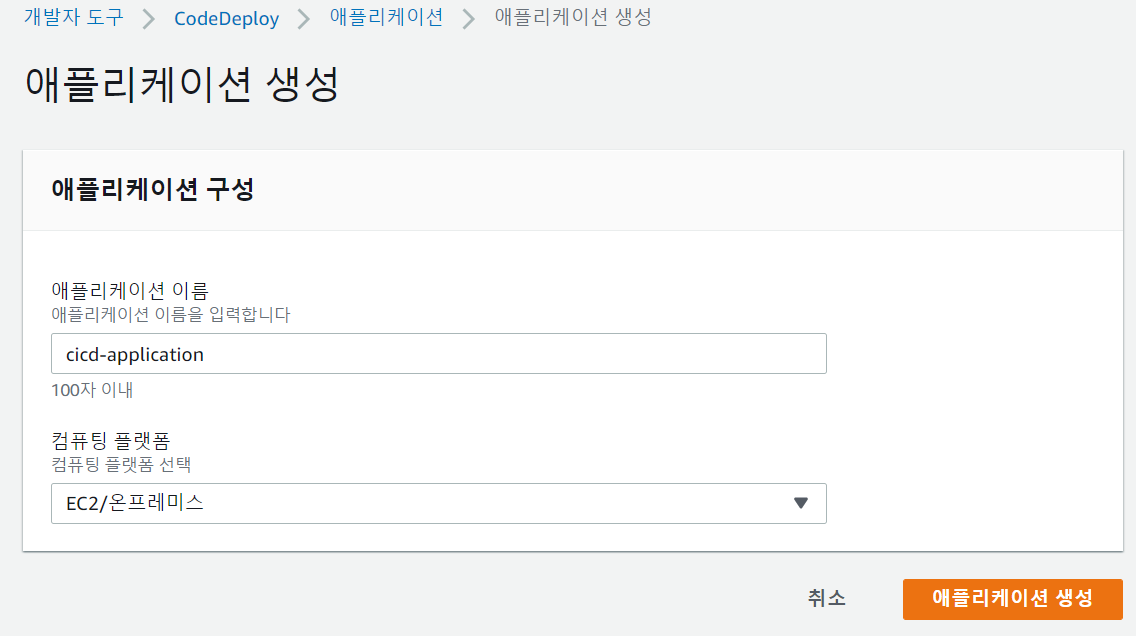 개발자 도구 > CodeDeploy > 애플리케이션 > 애플리케이션 생성
애플리케이션 생성
애플리케이션 구성
애플리케이션 이름
애플리케이션 이름을 입력합니다
cicd-application
100자 이내
컴퓨팅 플랫폼
컴퓨팅 플랫폼 선택
EC2/온프레미스
취소 애플리케이션 생성